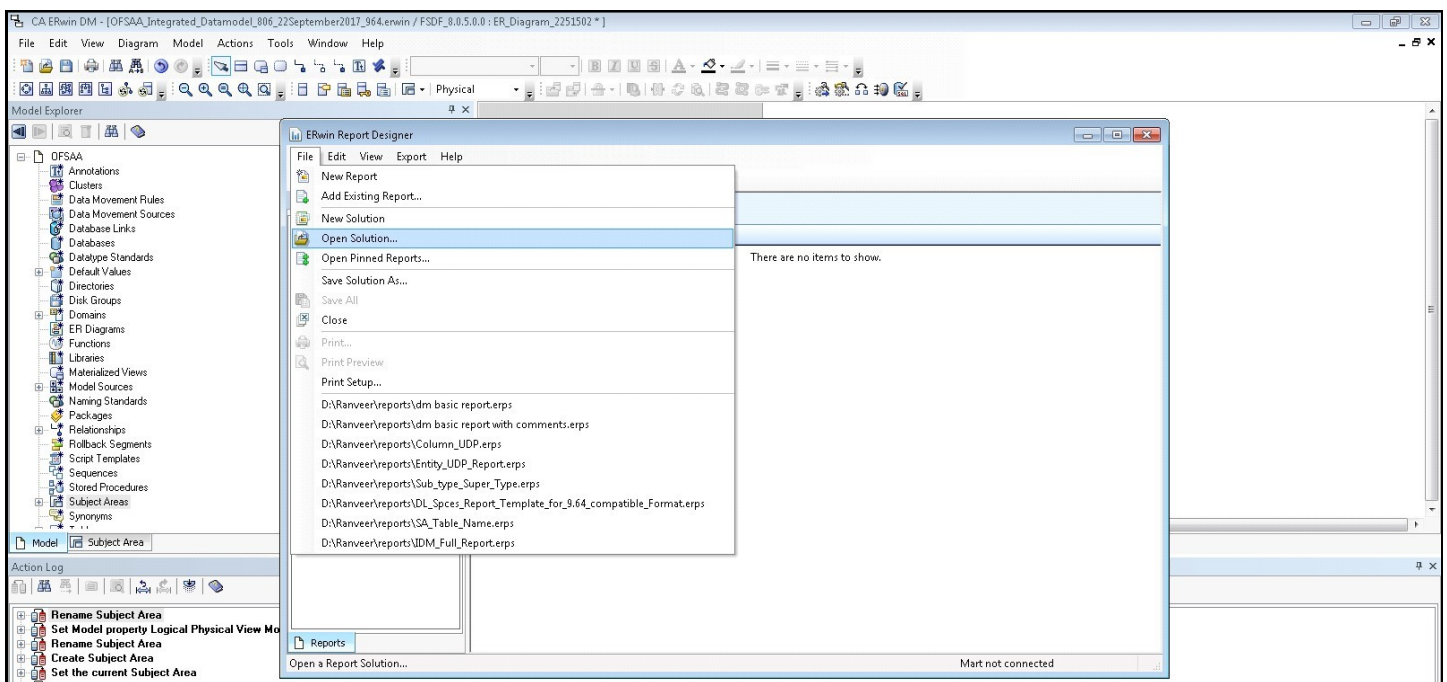 CA ERwin DM - [OFSAA_Integrated_Datamodel_806_22September2017_964.erwin / FSDF_8.0.5.0.0 : ER_Diagram_2251502 * ]
File Edit View Diagram Model Actions Tools Window Help
Physical
Model Explorer
OFSAA
Annotations
Clusters
Data Movement Rules
Data Movement Sources
Database Links
Databases
Datatype Standards
Default Values
Directories
Disk Groups
Domains
ER Diagrams
Functions
Libraries
Materialized Views
Model Sources
Naming Standards
Packages
Relationships
Rollback Segments
Script Templates
Sequences
Stored Procedures
Subject Areas
Synonyms
Model Subject Area
ERwin Report Designer
File Edit View Export Help
New Report
Add Existing Report...
New Solution
Open Solution...
Open Pinned Reports...
Save Solution As...
Save All
Close
Print...
Print Preview
Print Setup...
D:\Ranveer\reports\dm basic report.erps
D:\Ranveer\reports\dm basic report with comments.erps
D:\Ranveer\reports\Column_UDP.erps
D:\Ranveer\reports\Entity_UDP_Report.erps
D:\Ranveer\reports\Sub_type_Super_Type.erps
D:\Ranveer\reports\DL_Spces_Report_Template_for_9.64_compatible_Format.erps
D:\Ranveer\reports\SA_Table_Name.erps
D:\Ranveer\reports\IDM_Full_Report.erps
There are no items to show.
Reports
Open a Report Solution...
Mart not connected
Action Log
Rename Subject Area
Set Model property Logical Physical View Mo
Rename Subject Area
Create Subject Area
Set the current Subject Area